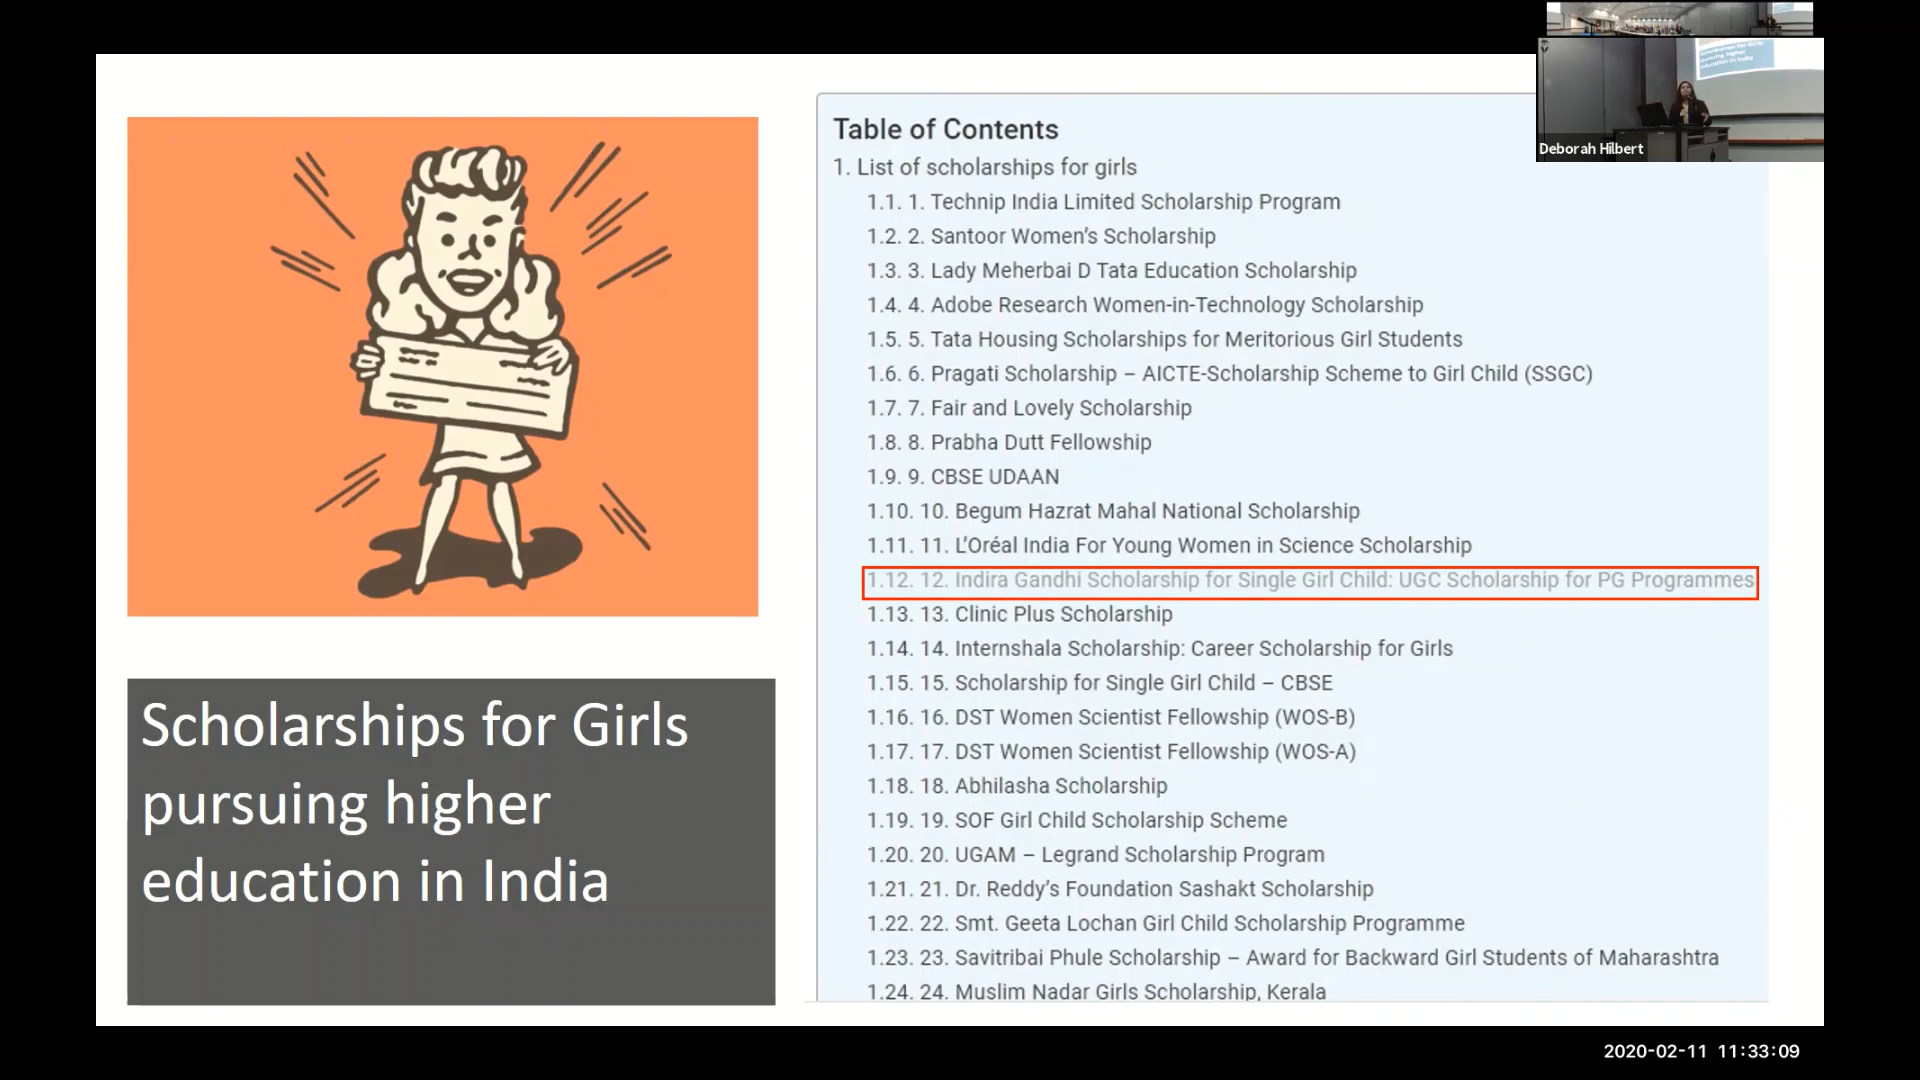 Table of Contents
1. List of scholarships for girls
1.1. 1. Technip India Limited Scholarship Program
1.2. 2. Santoor Women’s Scholarship
1.3. 3. Lady Meherbai D Tata Education Scholarship
1.4. 4. Adobe Research Women-in-Technology Scholarship
1.5. 5. Tata Housing Scholarships for Meritorious Girl Students
1.6. 6. Pragati Scholarship – AICTE-Scholarship Scheme to Girl Child (SSGC)
1.7. 7. Fair and Lovely Scholarship
1.8. 8. Prabha Dutt Fellowship
1.9. 9. CBSE UDAAN
1.10. 10. Begum Hazrat Mahal National Scholarship
1.11. 11. L’Oréal India For Young Women in Science Scholarship
1.12. 12. Indira Gandhi Scholarship for Single Girl Child: UGC Scholarship for PG Programmes
1.13. 13. Clinic Plus Scholarship
1.14. 14. Internshala Scholarship: Career Scholarship for Girls
1.15. 15. Scholarship for Single Girl Child – CBSE
1.16. 16. DST Women Scientist Fellowship (WOS-B)
1.17. 17. DST Women Scientist Fellowship (WOS-A)
1.18. 18. Abhilasha Scholarship
1.19. 19. SOF Girl Child Scholarship Scheme
1.20. 20. UGAM – Legrand Scholarship Program
1.21. 21. Dr. Reddy’s Foundation Sashakt Scholarship
1.22. 22. Smt. Geeta Lochan Girl Child Scholarship Programme
1.23. 23. Savitribai Phule Scholarship – Award for Backward Girl Students of Maharashtra
1.24. 24. Muslim Nadar Girls Scholarship, Kerala
Scholarships for Girls
pursuing higher
education in India
Scholarships for Girls
pursuing higher
education in India
Deborah Hilbert
2020-02-11 11:33:09